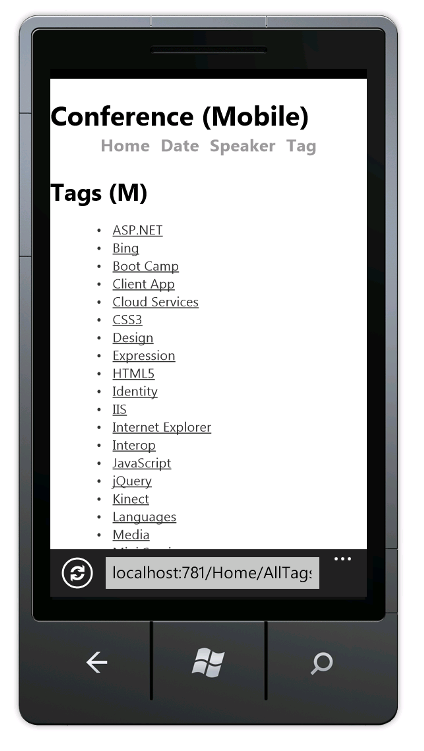 Conference (Mobile)
Home Date Speaker Tag
Tags (M)
• ASP.NET
• Bing
• Boot Camp
• Client App
• Cloud Services
• CSS3
• Design
• Expression
• HTML5
• Identity
• IIS
• Internet Explorer
• Interop
• JavaScript
• jQuery
• Kinect
• Languages
• Media
localhost:781/Home/AllTags